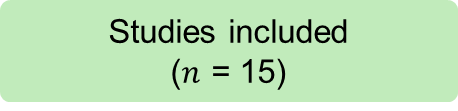 Studies included
(𝑛 = 15)